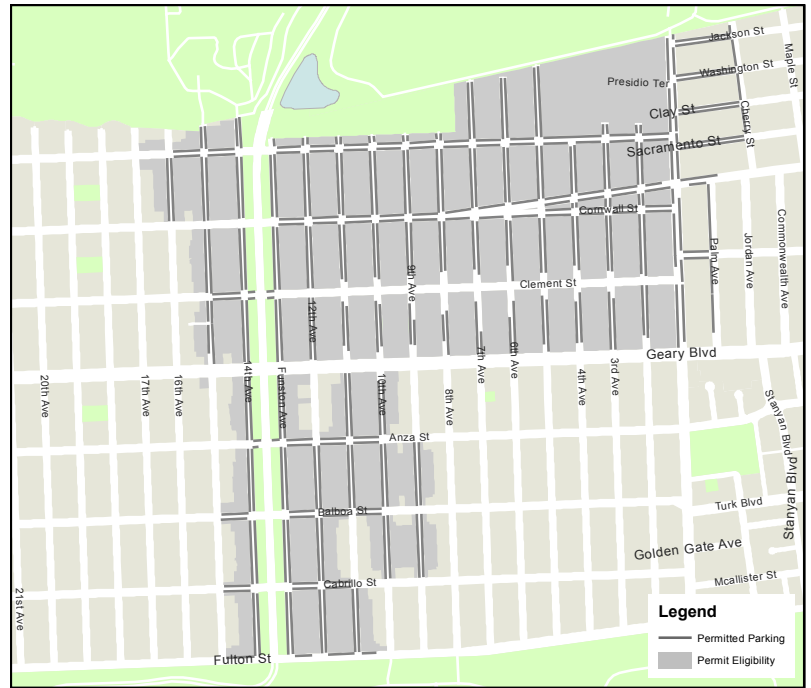 Jackson St
Maple St
Washington St
Presidio Ter
Clay St
Cherry St
Sacramento St
Cornwall St
Commonwealth Ave
Jordan Ave
Palm Ave
9th Ave
Clement St
12th Ave
Geary Blvd
7th Ave
6th Ave
4th Ave
3rd Ave
20th Ave
17th Ave
16th Ave
14th Ave
Funston Ave
10th Ave
8th Ave
Stanyan Blvd
Anza St
Stanyan Blvd
Turk Blvd
Balboa St
Golden Gate Ave
Mcallister St
Cabrillo St
21st Ave
Fulton St
Legend
Permitted Parking
Permit Eligibility